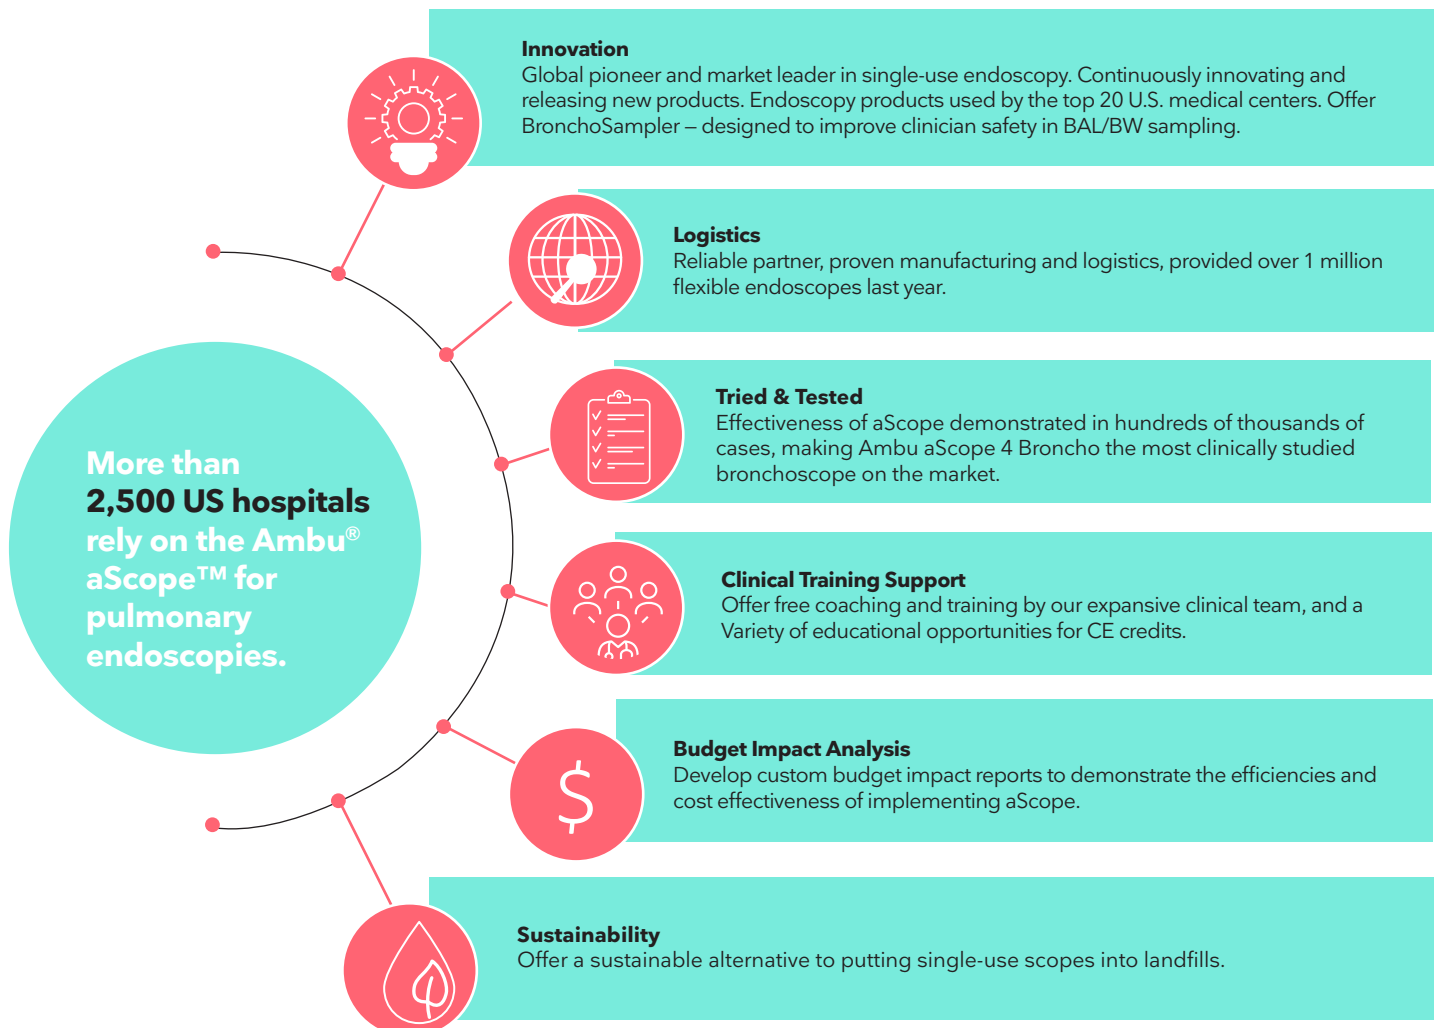 More than
2,500 US hospitals
rely on the Ambu®
aScope™ for
pulmonary
endoscopies.
Innovation
Global pioneer and market leader in single-use endoscopy. Continuously innovating and
releasing new products. Endoscopy products used by the top 20 U.S. medical centers. Offer
BronchoSampler – designed to improve clinician safety in BAL/BW sampling.
Logistics
Reliable partner, proven manufacturing and logistics, provided over 1 million
flexible endoscopes last year.
Tried & Tested
Effectiveness of aScope demonstrated in hundreds of thousands of
cases, making Ambu aScope 4 Broncho the most clinically studied
bronchoscope on the market.
Clinical Training Support
Offer free coaching and training by our expansive clinical team, and a
Variety of educational opportunities for CE credits.
$
Budget Impact Analysis
Develop custom budget impact reports to demonstrate the efficiencies and
cost effectiveness of implementing aScope.
Sustainability
Offer a sustainable alternative to putting single-use scopes into landfills.